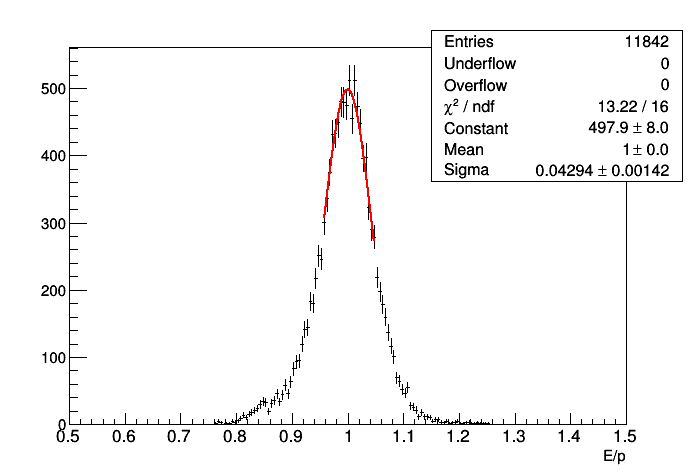 Entries 11842
Underflow 0
Overflow 0
χ² / ndf 13.22 / 16
Constant 497.9 ± 8.0
Mean 1 ± 0.0
Sigma 0.04294 ± 0.00142
500
400
300
200
100
0
0.5 0.6 0.7 0.8 0.9 1 1.1 1.2 1.3 1.4 1.5
E/p